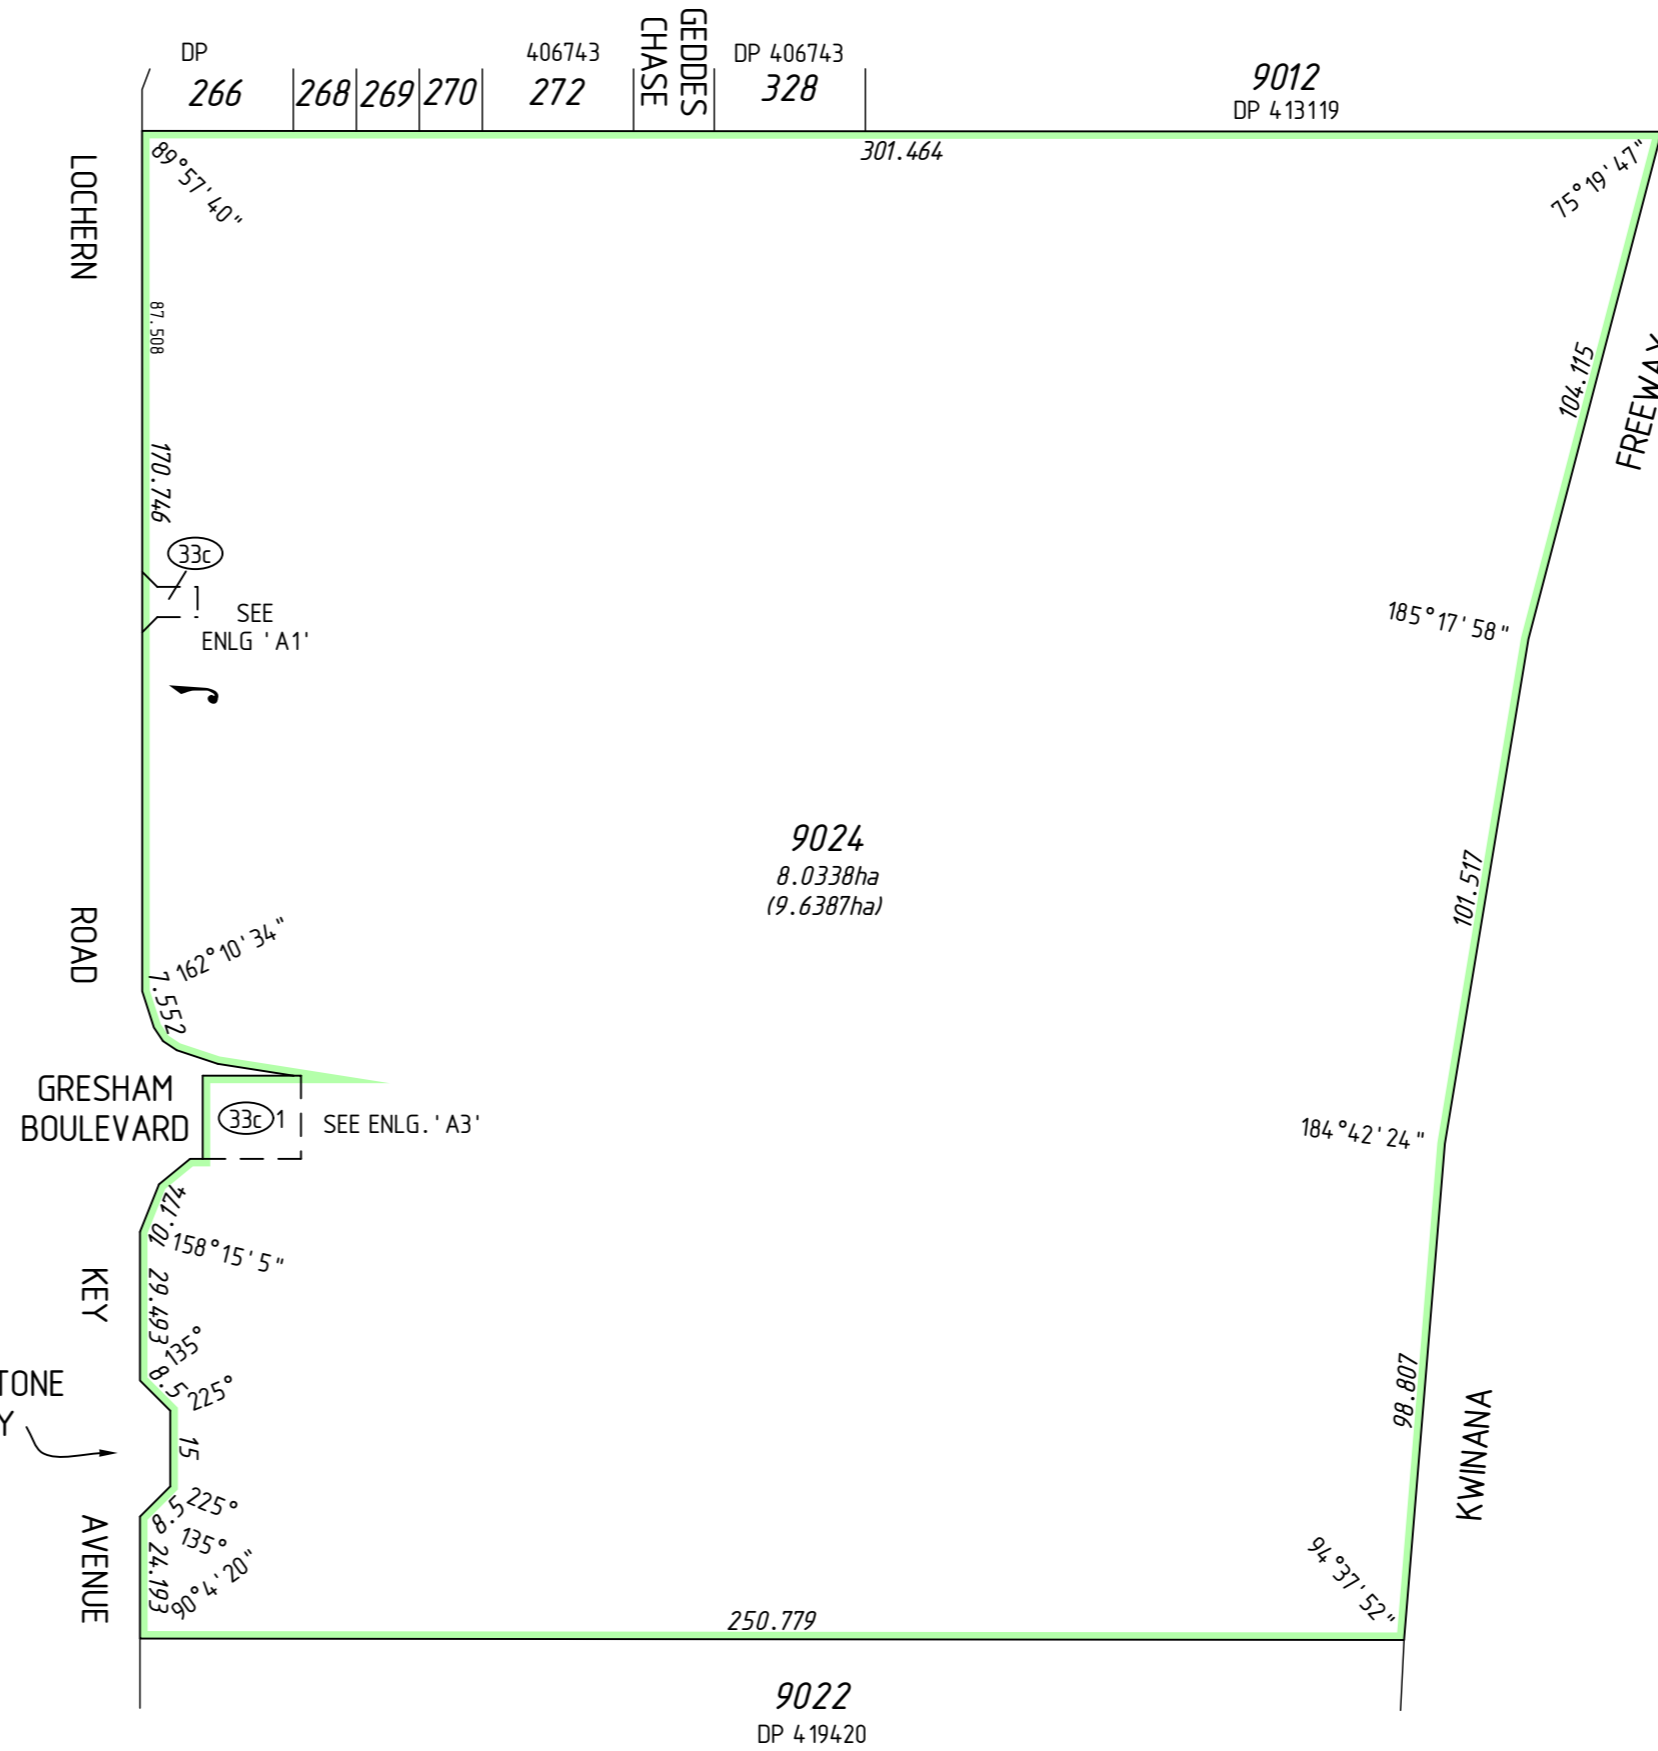 DP
406743
GEDDES
CHASE
DP 406743
266
268
269
270
272
328
9012
DP 413119
301.464
89°57'40"
75°19'47"
LOCHERN
87.508
104.115
FREEWAY
170.746
33c
SEE
ENLG 'A1'
185°17'58"
9024
8.0338ha
(9.6387ha)
101.517
ROAD
162°10'34"
7.552
GRESHAM
BOULEVARD
33c 1
SEE ENLG. 'A3'
184°42'24"
10.174
158°15'5"
KEY
29.493
135°
8.5
225°
TONE
Y
15
98.807
KWINANA
225°
8.5
135°
AVENUE
24.193
90°4'20"
94°37'52"
250.779
9022
DP 419420